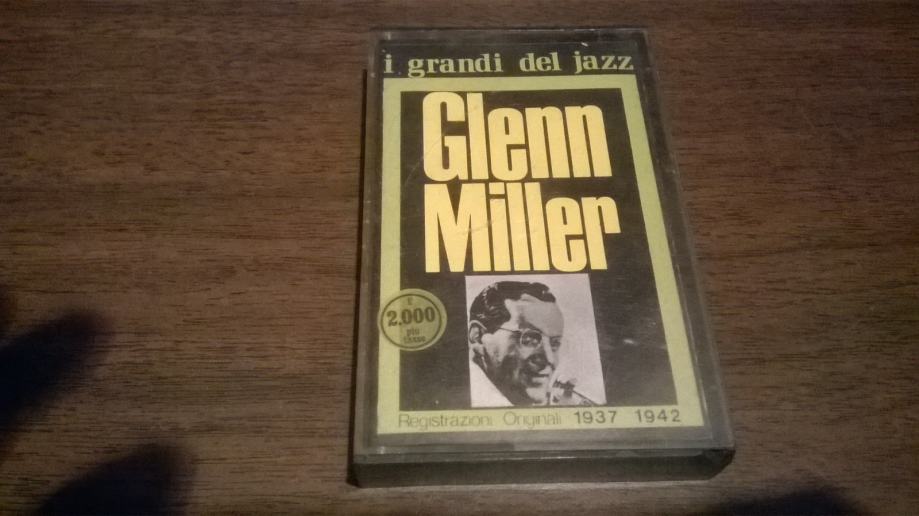 i grandi del jazz
Glenn
Miller
£
2.000
più
tasse
Registrazioni Originali 1937 1942